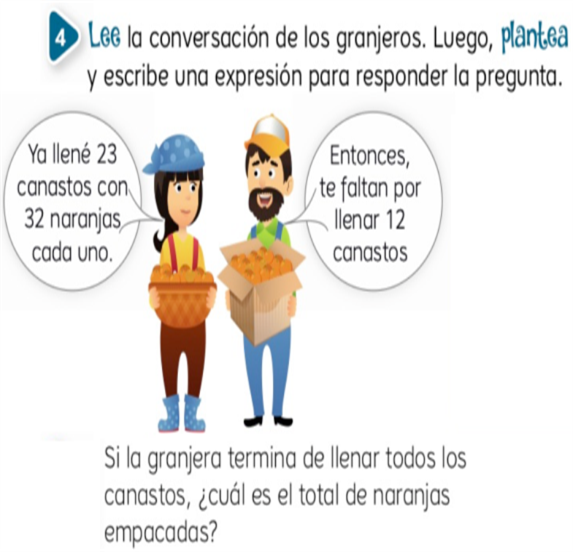 4 Lee la conversación de los granjeros. Luego, plantea
y escribe una expresión para responder la pregunta.
Ya llené 23
canastos con
32 naranjas
cada uno.
Entonces,
te faltan por
llenar 12
canastos
Si la granjera termina de llenar todos los
canastos, ¿cuál es el total de naranjas
empacadas?